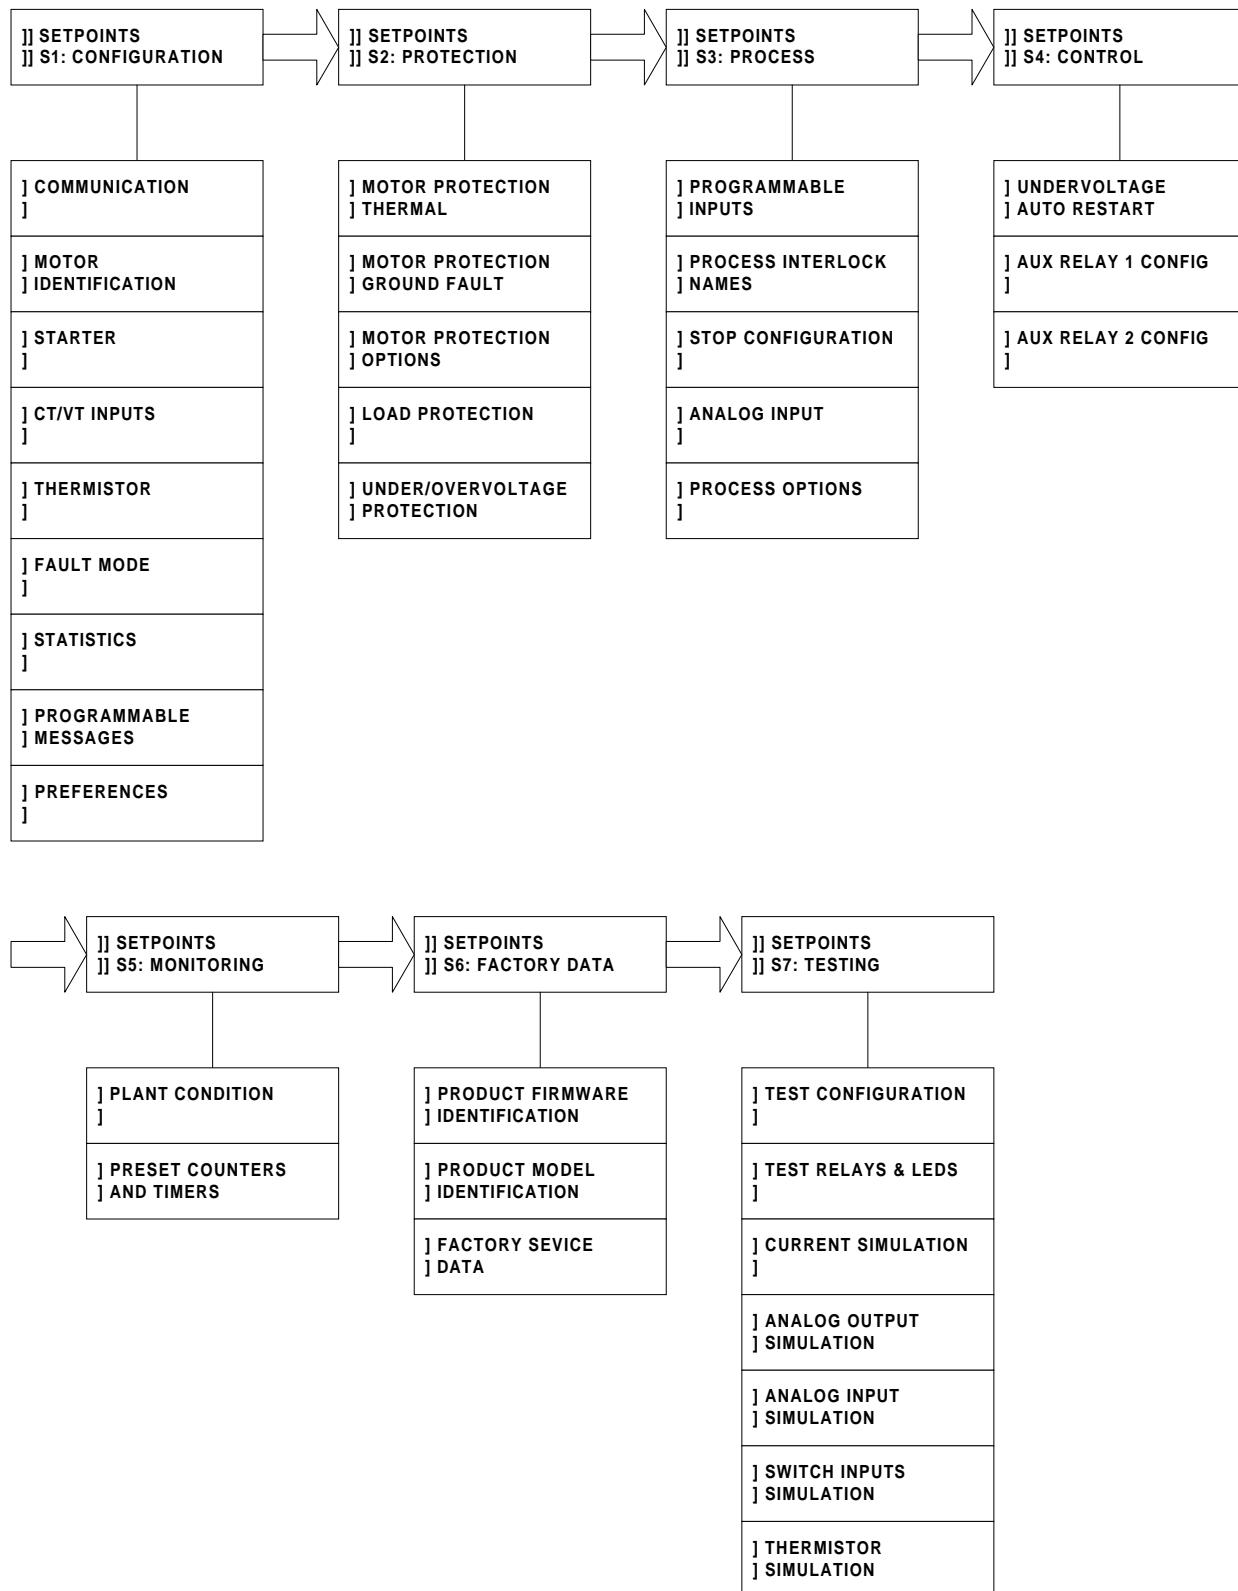 ]] SETPOINTS
]] S1: CONFIGURATION
] COMMUNICATION
]
] MOTOR
] IDENTIFICATION
] STARTER
]
] CT/VT INPUTS
]
] THERMISTOR
]
] FAULT MODE
]
] STATISTICS
]
] PROGRAMMABLE
] MESSAGES
] PREFERENCES
]
]] SETPOINTS
]] S2: PROTECTION
] MOTOR PROTECTION
] THERMAL
] MOTOR PROTECTION
] GROUND FAULT
] MOTOR PROTECTION
] OPTIONS
] LOAD PROTECTION
]
] UNDER/OVERVOLTAGE
] PROTECTION
]] SETPOINTS
]] S3: PROCESS
] PROGRAMMABLE
] INPUTS
] PROCESS INTERLOCK
] NAMES
] STOP CONFIGURATION
]
] ANALOG INPUT
]
] PROCESS OPTIONS
]
]] SETPOINTS
]] S4: CONTROL
] UNDERVOLTAGE
] AUTO RESTART
] AUX RELAY 1 CONFIG
]
] AUX RELAY 2 CONFIG
]
]] SETPOINTS
]] S5: MONITORING
] PLANT CONDITION
]
] PRESET COUNTERS
] AND TIMERS
]] SETPOINTS
]] S6: FACTORY DATA
] PRODUCT FIRMWARE
] IDENTIFICATION
] PRODUCT MODEL
] IDENTIFICATION
] FACTORY SEVICE
] DATA
]] SETPOINTS
]] S7: TESTING
] TEST CONFIGURATION
]
] TEST RELAYS & LEDS
]
] CURRENT SIMULATION
]
] ANALOG OUTPUT
] SIMULATION
] ANALOG INPUT
] SIMULATION
] SWITCH INPUTS
] SIMULATION
] THERMISTOR
] SIMULATION